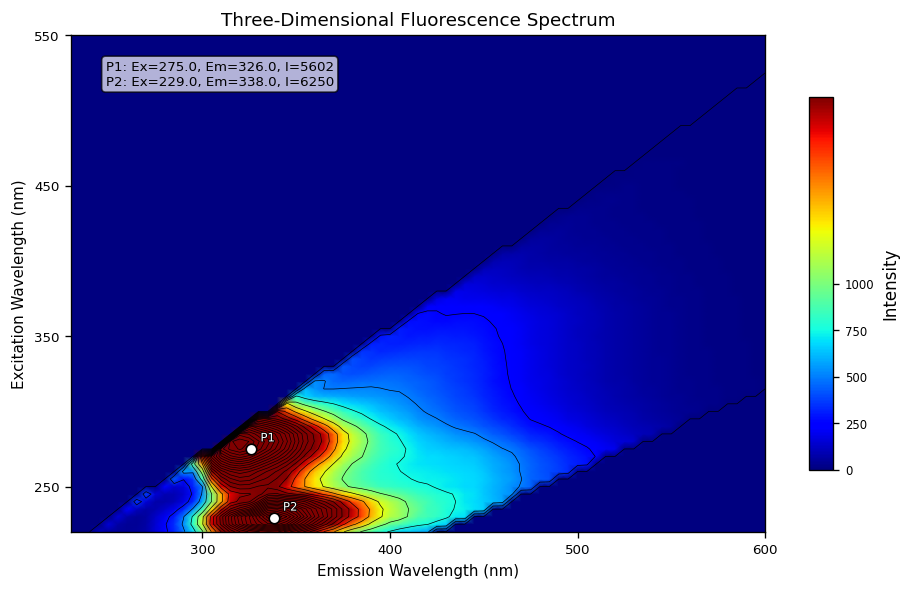 Three-Dimensional Fluorescence Spectrum
P1: Ex=275.0, Em=326.0, I=5602
P2: Ex=229.0, Em=338.0, I=6250
550
450
350
250
Excitation Wavelength (nm)
P1
P2
300
400
500
600
Emission Wavelength (nm)
1000
750
500
250
0
Intensity